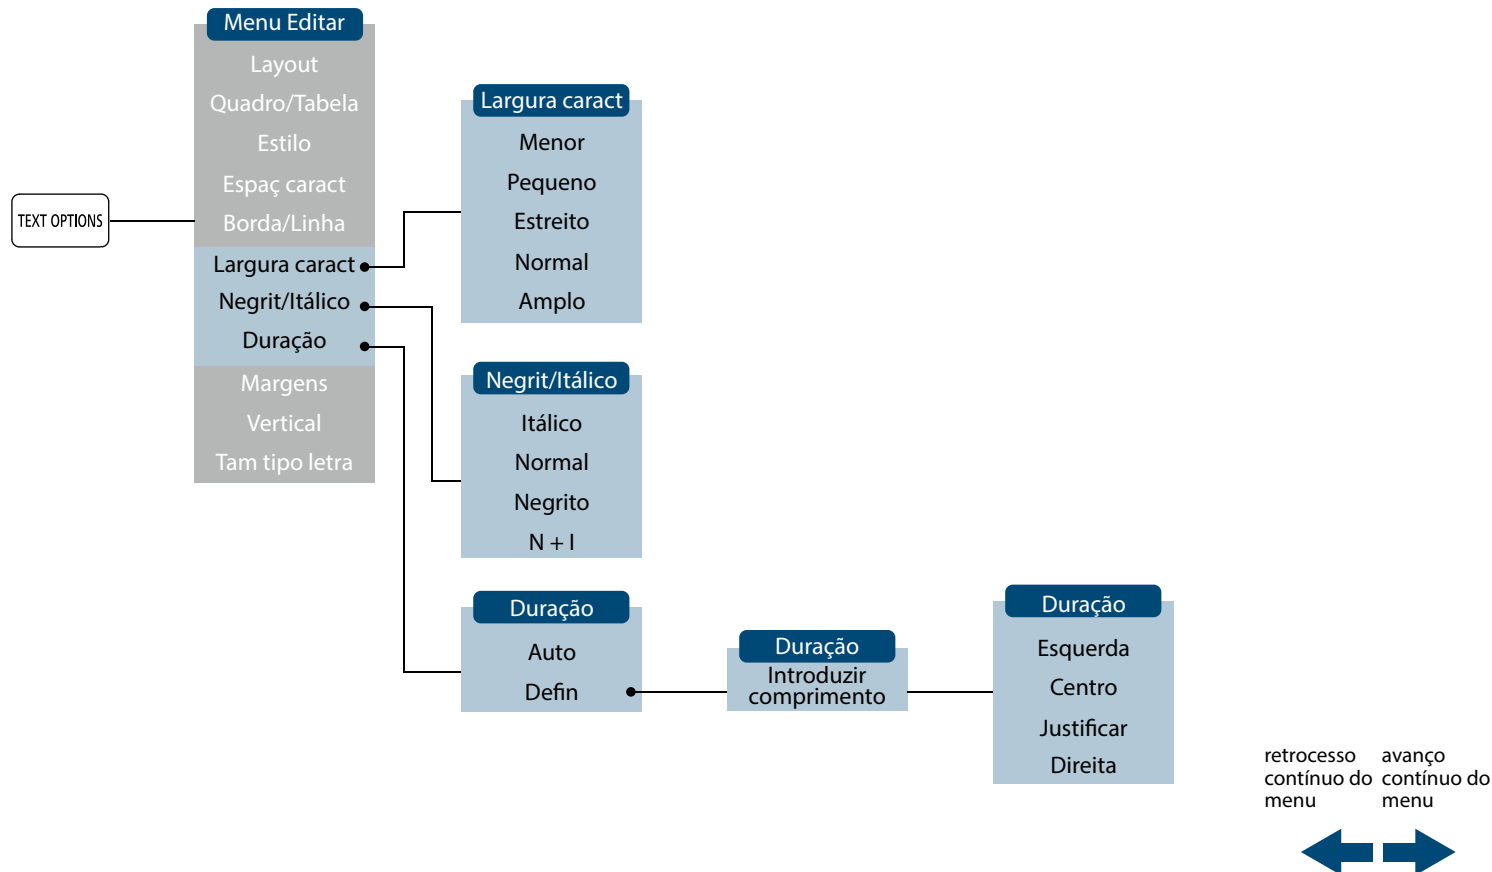 TEXT OPTIONS
Menu Editar
Layout
Quadro/Tabela
Estilo
Espaç caract
Borda/Linha
Largura caract
Negrit/Itálico
Duração
Margens
Vertical
Tam tipo letra
Largura caract
Menor
Pequeno
Estreito
Normal
Amplo
Negrit/Itálico
Itálico
Normal
Negrito
N + I
Duração
Auto
Defin
Duração
Introduzir
comprimento
Duração
Esquerda
Centro
Justificar
Direita
retrocesso
contínuo do
menu
avanço
contínuo do
menu